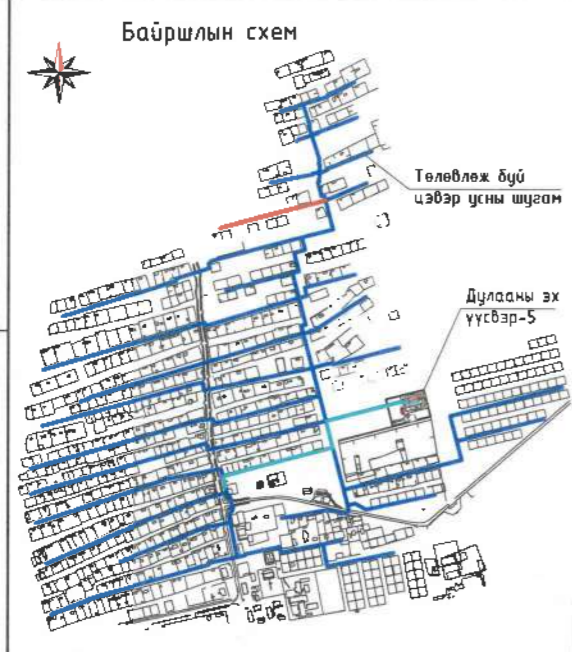 Байршлын схем
Төлөвлөж буй
цэвэр усны шугам
Дулааны эх
үүсвэр-5